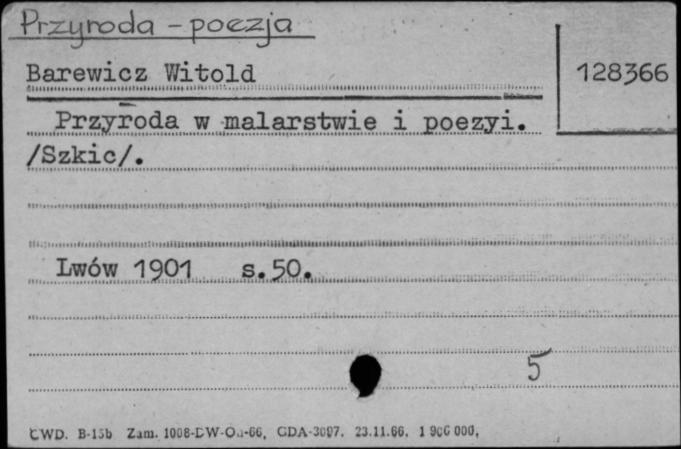 Przyroda - poezja
Barewicz Witold
128366
Przyroda w malarstwie i poezyi.
/Szkic/.
Lwów 1901 s.50.
5
CWD. B-15b Zam. 1008-DW-O -66, GDA-3097. 23.11.66. 1 900 000,